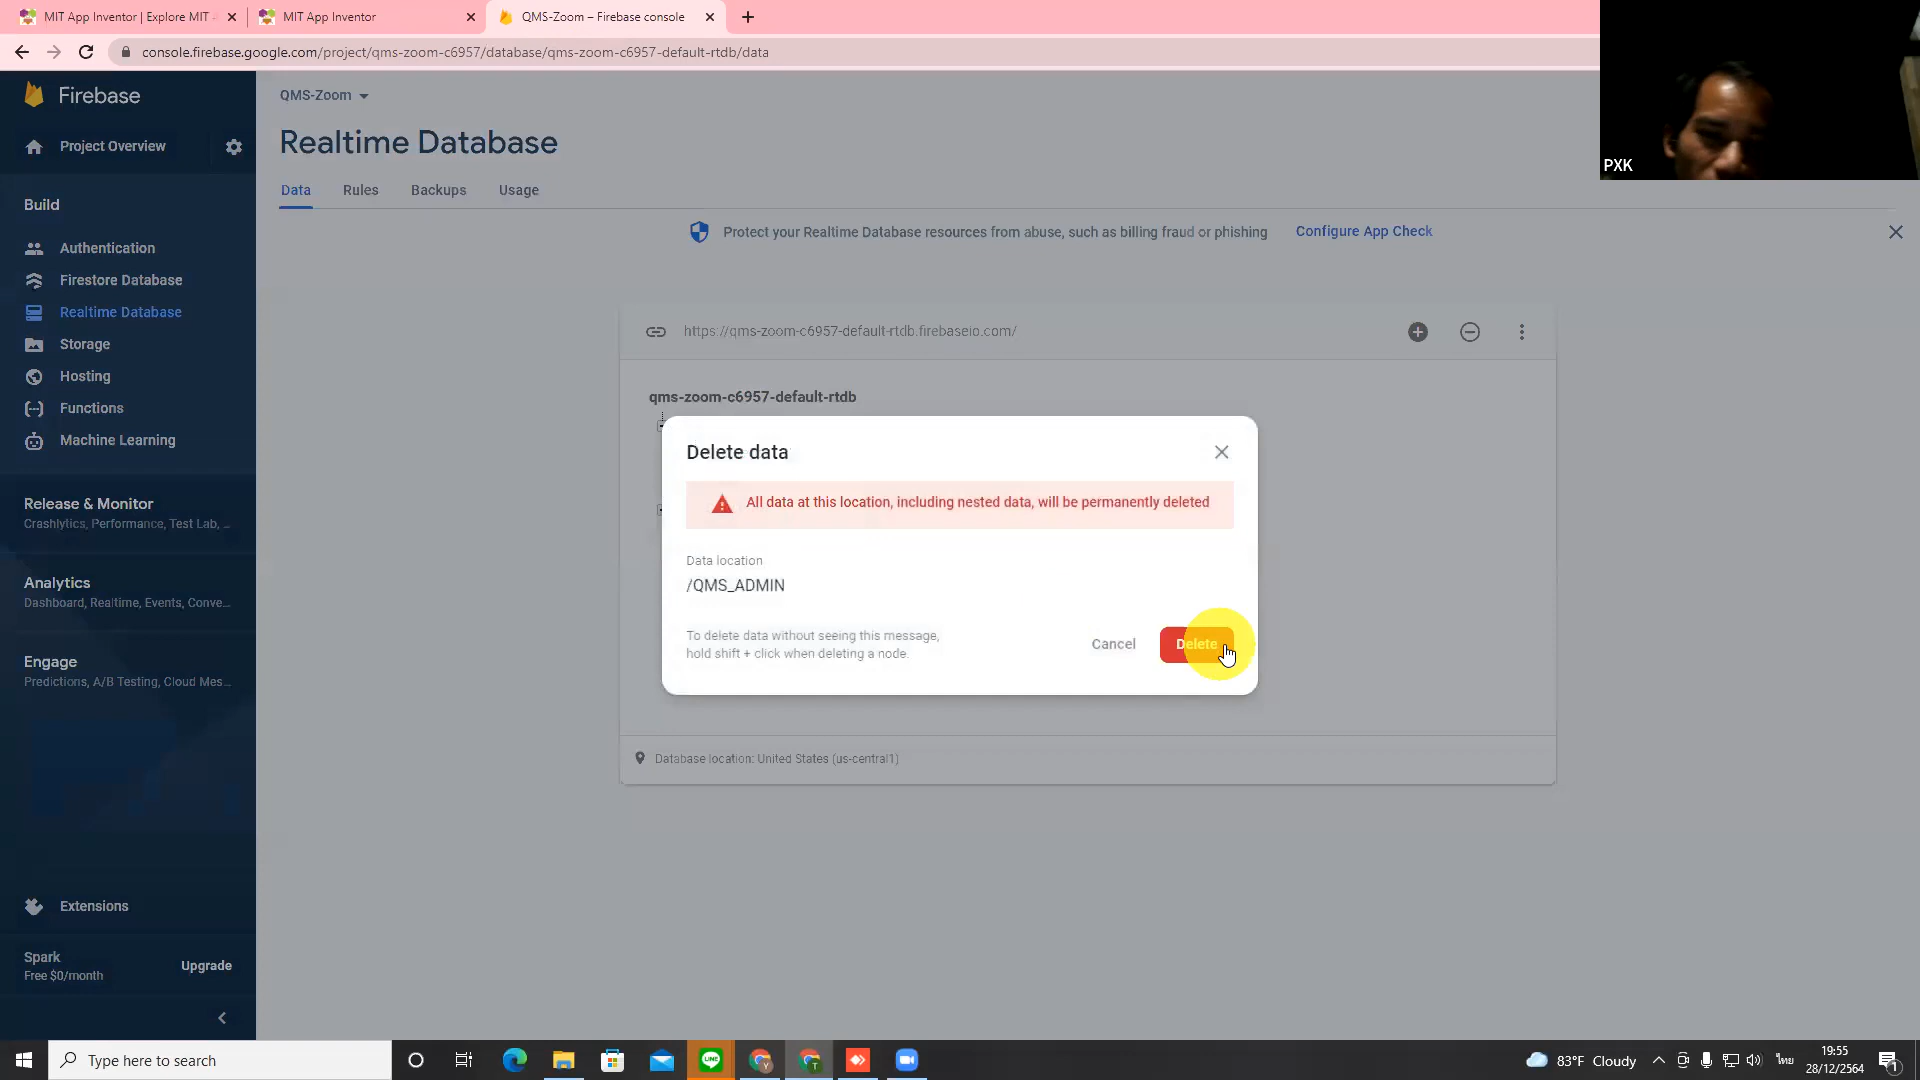 MIT App Inventor | Explore MIT
MIT App Inventor
QMS-Zoom – Firebase console
console.firebase.google.com/project/qms-zoom-c6957/database/qms-zoom-c6957-default-rtdb/data
PXK
Firebase
Project Overview
Build
Authentication
Firestore Database
Realtime Database
Storage
Hosting
Functions
Machine Learning
Release & Monitor
Crashlytics, Performance, Test Lab, ...
Analytics
Dashboard, Realtime, Events, Conve...
Engage
Predictions, A/B Testing, Cloud Mes...
Extensions
Spark
Free $0/month
Upgrade
QMS-Zoom
Realtime Database
Data
Rules
Backups
Usage
Protect your Realtime Database resources from abuse, such as billing fraud or phishing
Configure App Check
https://qms-zoom-c6957-default-rtdb.firebaseio.com/
qms-zoom-c6957-default-rtdb
Delete data
All data at this location, including nested data, will be permanently deleted
Data location
/QMS_ADMIN
To delete data without seeing this message,
hold shift + click when deleting a node.
Cancel
Delete
Database location: United States (us-central1)
Type here to search
83°F Cloudy
ไทย
19:55
28/12/2564
1